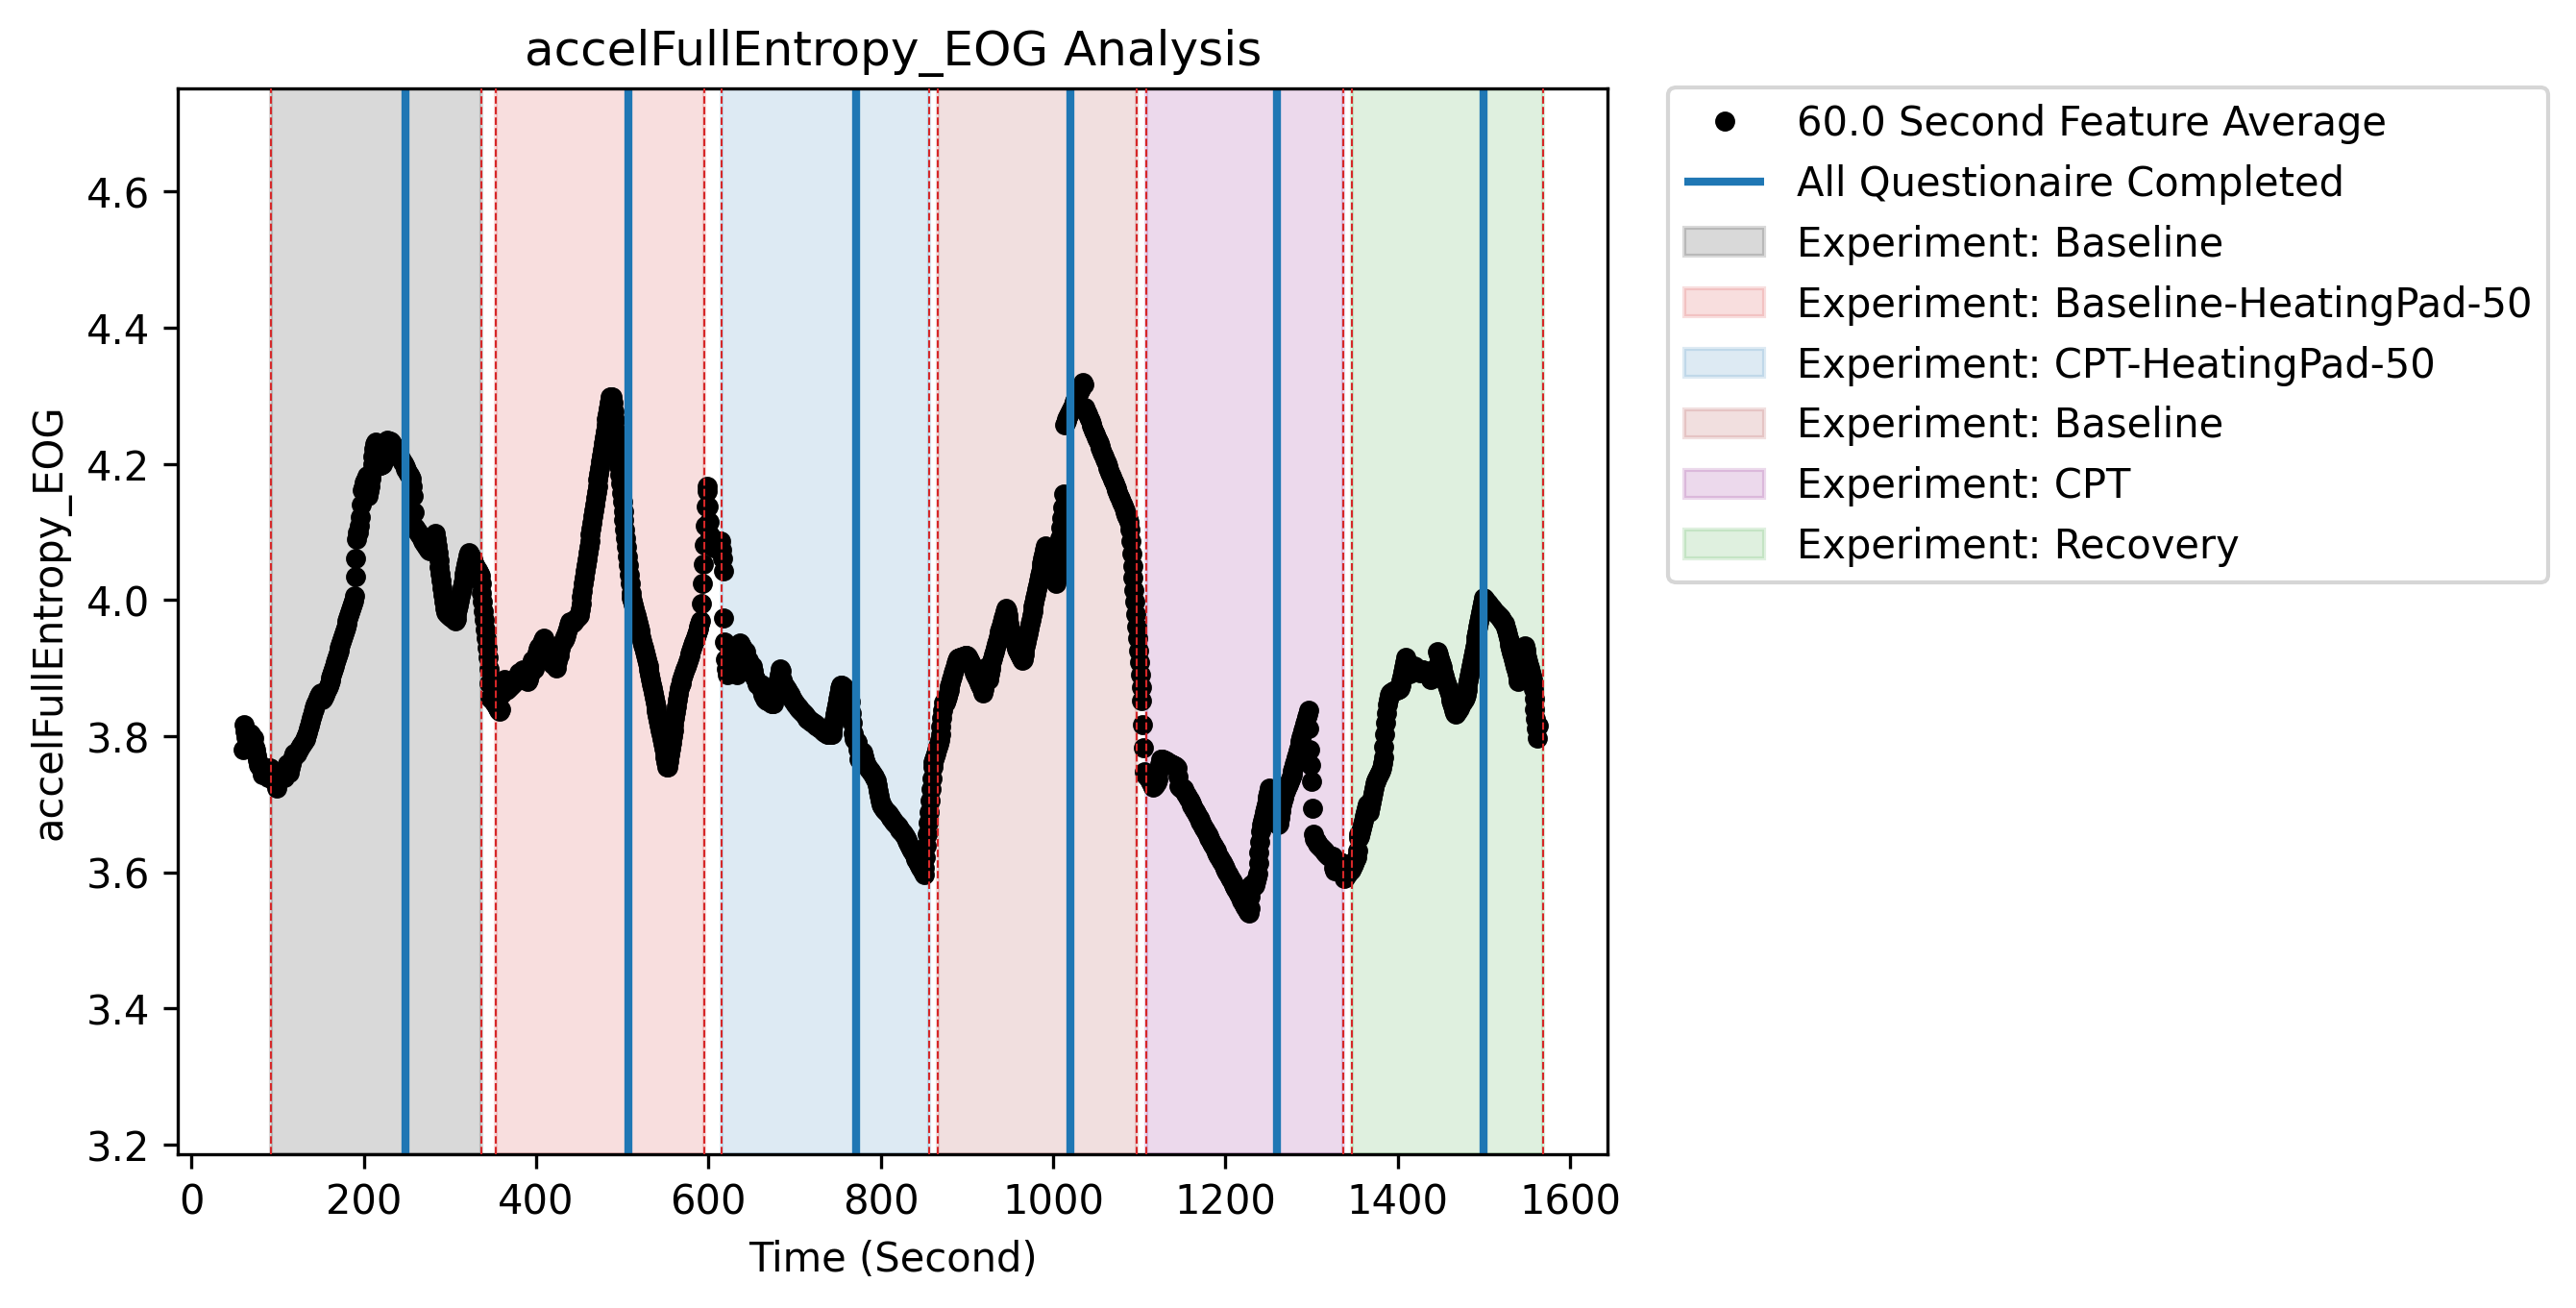 accelFullEntropy_EOG Analysis
accelFullEntropy_EOG
4.6
4.4
4.2
4.0
3.8
3.6
3.4
3.2
0 200 400 600 800 1000 1200 1400 1600
Time (Second)
60.0 Second Feature Average
All Questionaire Completed
Experiment: Baseline
Experiment: Baseline-HeatingPad-50
Experiment: CPT-HeatingPad-50
Experiment: Baseline
Experiment: CPT
Experiment: Recovery